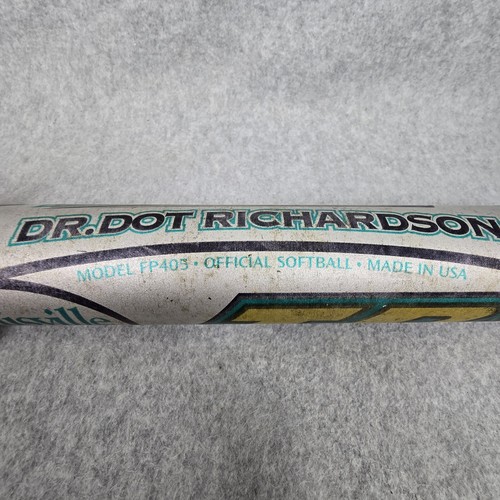 DR. DOT RICHARDSON
MODEL FP405 • OFFICIAL SOFTBALL • MADE IN USA